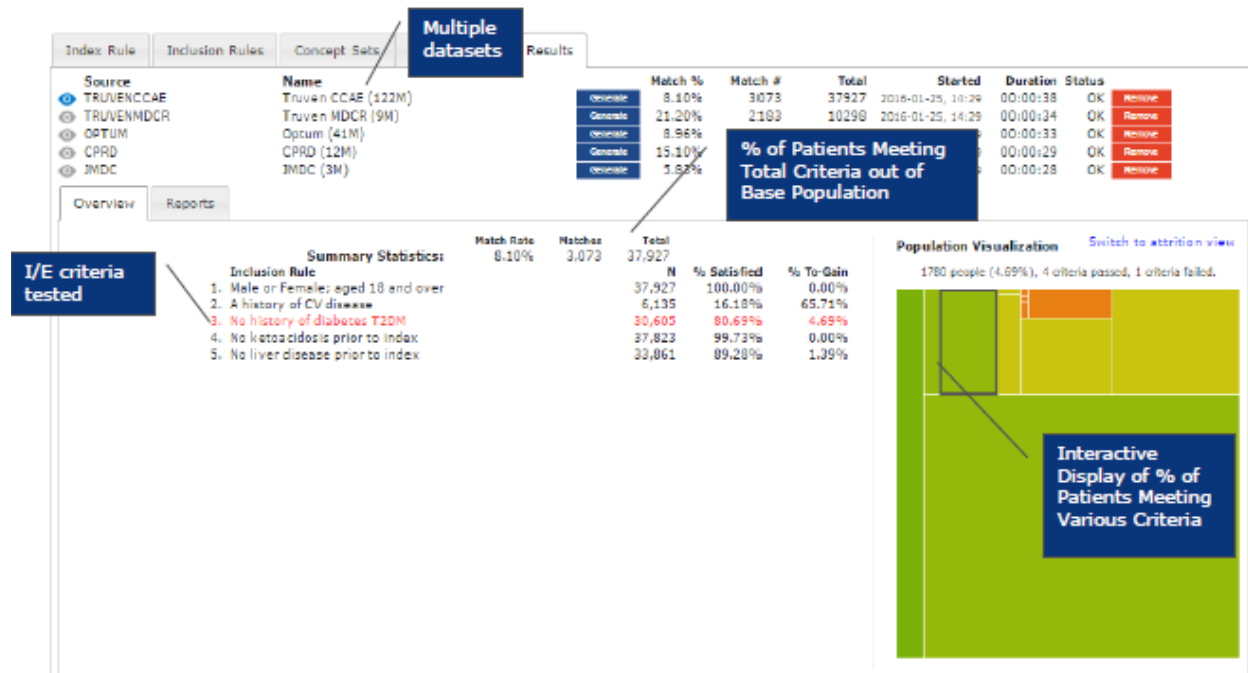 Multiple
datasets
Index Rule Inclusion Rules Concept Sets Results
Source Name Match % Match # Total Started Duration Status
TRUVENCCAE Truven CCAE (122M) Generate 8.10% 3073 37927 2016-01-25, 14:29 00:00:38 OK Remove
TRUVENMDCR Truven MDCR (9M) Generate 21.20% 2183 10298 2016-01-25, 14:29 00:00:34 OK Remove
OPTUM Optum (41M) Generate 8.96% 00:00:33 OK Remove
CPRD CPRD (12M) Generate 15.10% 00:00:29 OK Remove
JMDC JMDC (3M) Generate 5.83% 00:00:28 OK Remove
% of Patients Meeting
Total Criteria out of
Base Population
Overview Reports
Match Rate Matches Total
Summary Statistics: 8.10% 3,073 37,927
Inclusion Rule N % Satisfied % To-Gain
1. Male or Female; aged 18 and over 37,927 100.00% 0.00%
2. A history of CV disease 6,135 16.18% 65.71%
3. No history of diabetes T2DM 30,605 80.69% 4.69%
4. No ketoacidosis prior to index 37,823 99.73% 0.00%
5. No liver disease prior to index 33,861 89.28% 1.39%
I/E criteria
tested
Population Visualization Switch to attrition view
1780 people (4.69%), 4 criteria passed, 1 criteria failed.
Interactive
Display of % of
Patients Meeting
Various Criteria